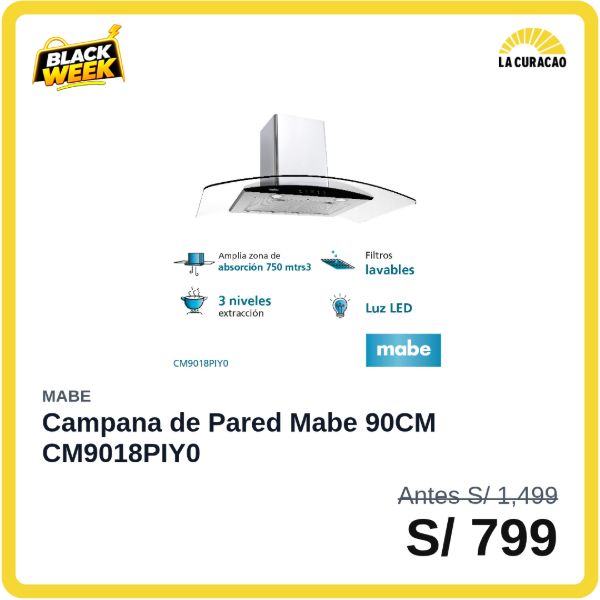 BLACK
WEEK
LA CURACAO
Amplia zona de
absorción 750 mtrs3
Filtros
lavables
3 niveles
extracción
Luz LED
mabe
CM9018PIY0
MABE
Campana de Pared Mabe 90CM
CM9018PIY0
Antes S/ 1,499
S/ 799